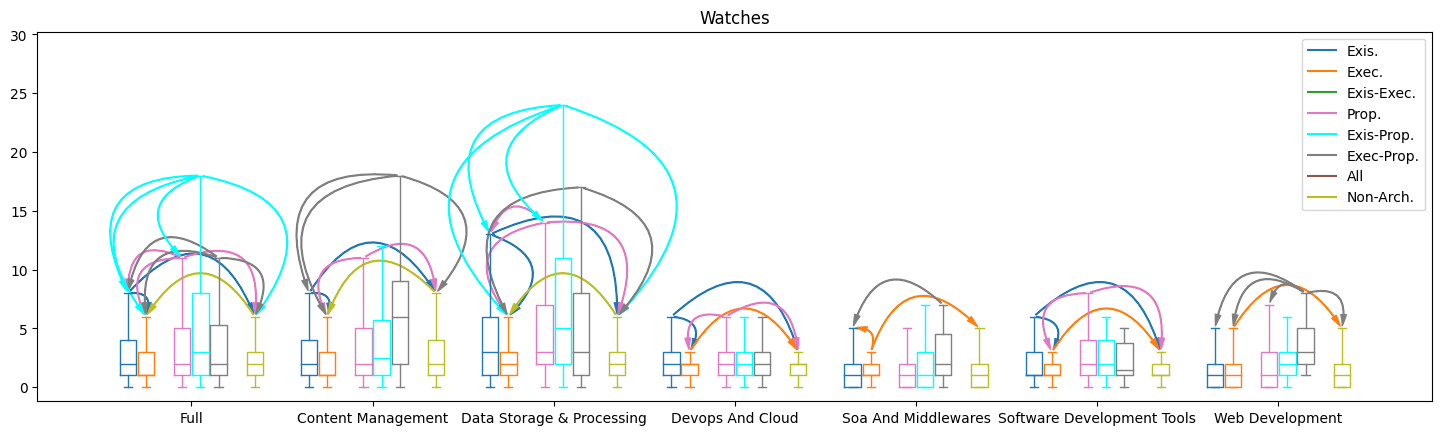 Watches
30
25
20
15
10
5
0
Exis.
Exec.
Exis-Exec.
Prop.
Exis-Prop.
Exec-Prop.
All
Non-Arch.
Full
Content Management
Data Storage & Processing
Devops And Cloud
Soa And Middlewares
Software Development Tools
Web Development